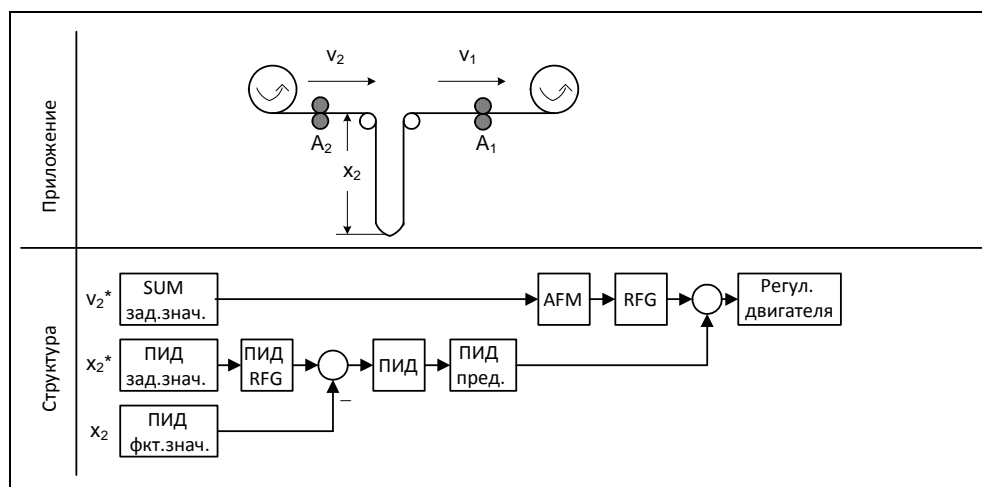 Приложение
v2
v1
A2
A1
x2
Структура
v2*
SUM
зад.знач.
AFM
RFG
Регул.
двигателя
x2*
ПИД
зад.знач.
ПИД
RFG
ПИД
ПИД
пред.
–
x2
ПИД
фкт.знач.